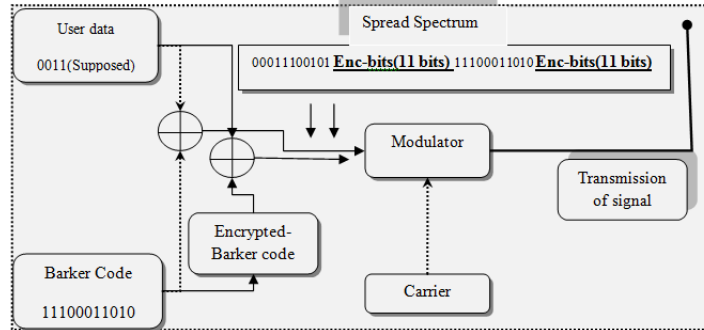 User data
0011(Supposed)
Spread Spectrum
00011100101 Enc-bits(11 bits) 11100011010 Enc-bits(11 bits)
Modulator
Transmission
of signal
Encrypted-
Barker code
Barker Code
11100011010
Carrier